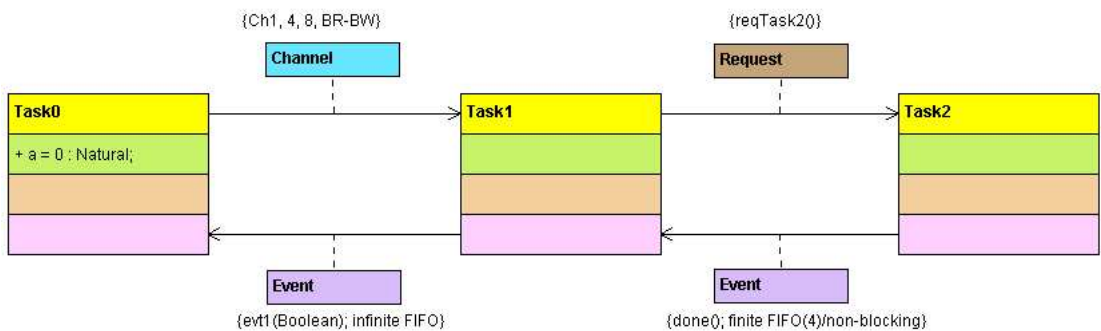 {Ch1, 4, 8, BR-BW}
{reqTask2()}
Channel
Request
Task0
Task1
Task2
+ a = 0 : Natural;
Event
Event
{evt1(Boolean); infinite FIFO}
{done(); finite FIFO(4)/non-blocking}